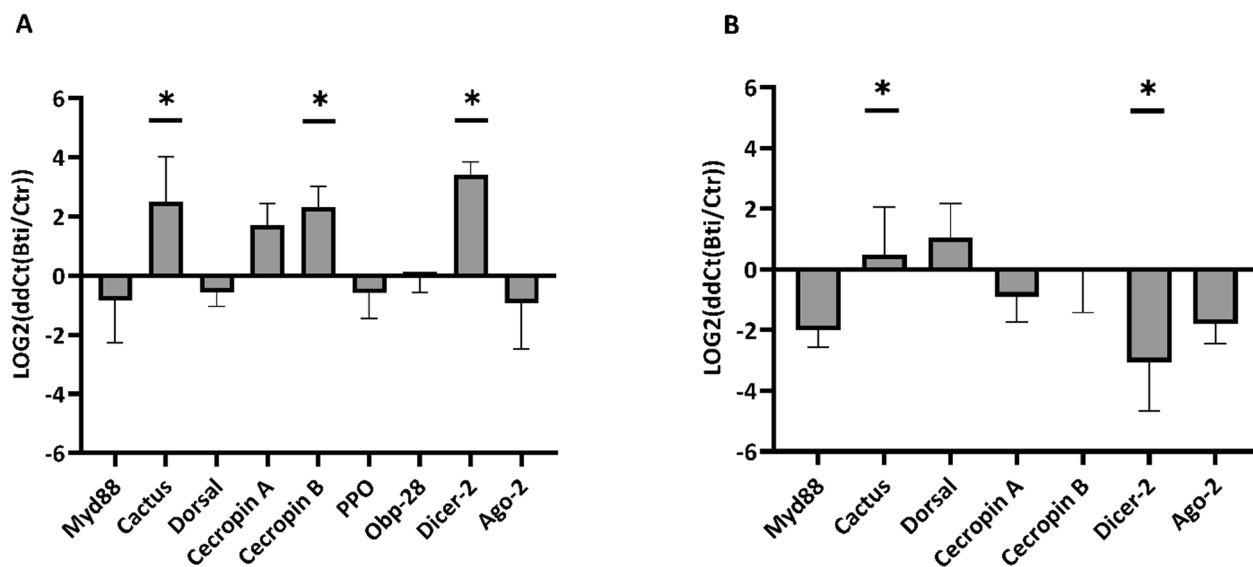 A
LOG2(ddCt(Bti/Ctr))
6
4
2
0
-2
-4
-6
*
*
*
Myd88
Cactus
Dorsal
Cecropin A
Cecropin B
PPO
Obp-28
Dicer-2
Ago-2
B
LOG2(ddCt(Bti/Ctr))
6
4
2
0
-2
-4
-6
*
*
Myd88
Cactus
Dorsal
Cecropin A
Cecropin B
Dicer-2
Ago-2